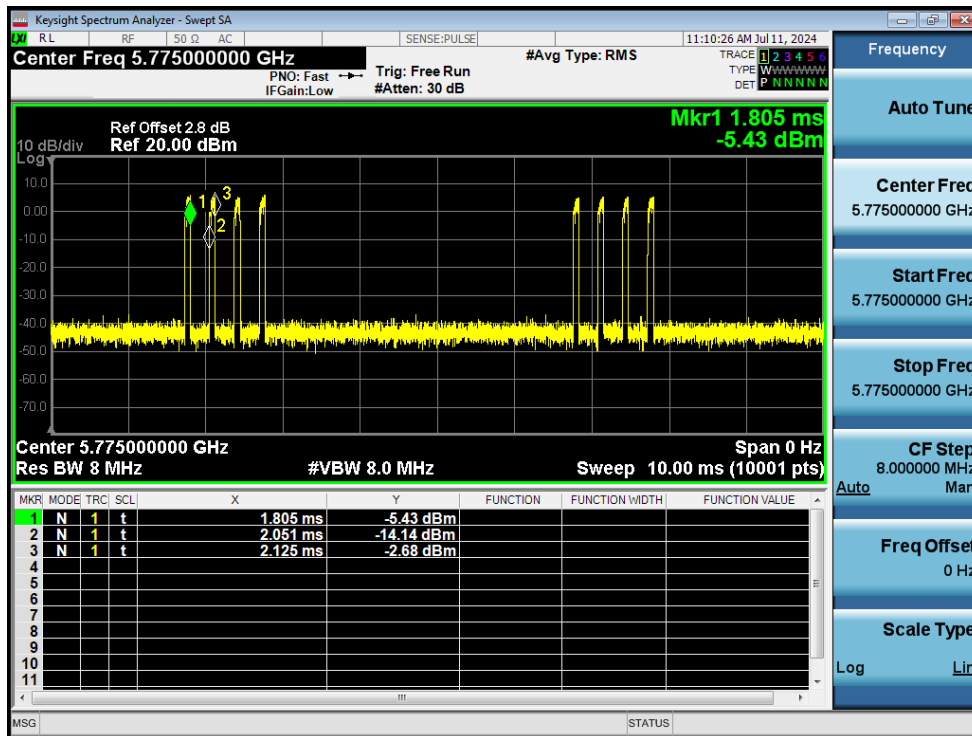 Keysight Spectrum Analyzer - Swept SA
LXI RL RF 50 Ω AC SENSE:PULSE 11:10:26 AM Jul 11, 2024
Center Freq 5.775000000 GHz
#Avg Type: RMS
TRACE 1 2 3 4 5 6
TYPE WWWWWW
DET P N N N N N
PNO: Fast
IFGain:Low
Trig: Free Run
#Atten: 30 dB
Mkr1 1.805 ms
-5.43 dBm
Ref Offset 2.8 dB
Ref 20.00 dBm
10 dB/div
Log
10.0
0.00
-10.0
-20.0
-30.0
-40.0
-50.0
-60.0
-70.0
1
2
3
Center 5.775000000 GHz Span 0 Hz
Res BW 8 MHz #VBW 8.0 MHz Sweep 10.00 ms (10001 pts)
MKR MODE TRC SCL X Y FUNCTION FUNCTION WIDTH FUNCTION VALUE
1 N 1 t 1.805 ms -5.43 dBm
2 N 1 t 2.051 ms -14.14 dBm
3 N 1 t 2.125 ms -2.68 dBm
4
5
6
7
8
9
10
11
MSG STATUS
Frequency
Auto Tune
Center Freq
5.775000000 GHz
Start Freq
5.775000000 GHz
Stop Freq
5.775000000 GHz
CF Step
8.000000 MHz
Auto Man
Freq Offset
0 Hz
Scale Type
Log Lin